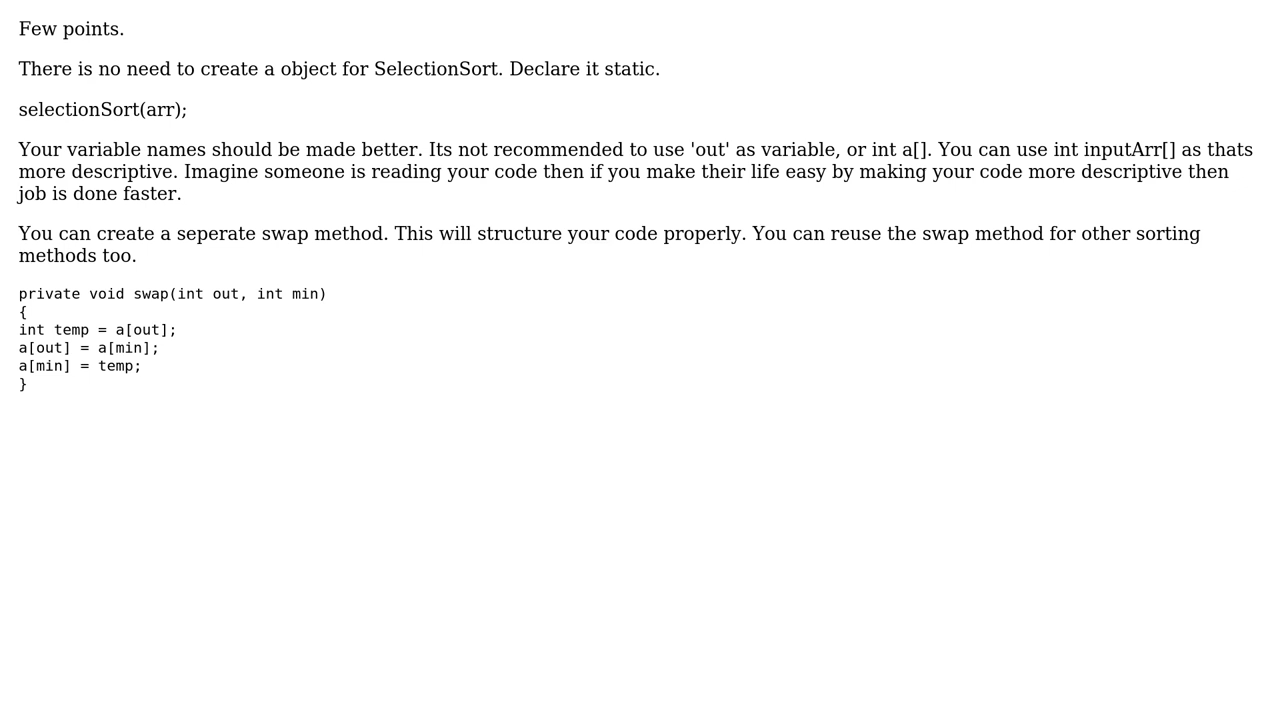 Few points.
There is no need to create a object for SelectionSort. Declare it static.
selectionSort(arr);
Your variable names should be made better. Its not recommended to use 'out' as variable, or int a[]. You can use int inputArr[] as thats
more descriptive. Imagine someone is reading your code then if you make their life easy by making your code more descriptive then
job is done faster.
You can create a seperate swap method. This will structure your code properly. You can reuse the swap method for other sorting
methods too.
private void swap(int out, int min)
{
int temp = a[out];
a[out] = a[min];
a[min] = temp;
}